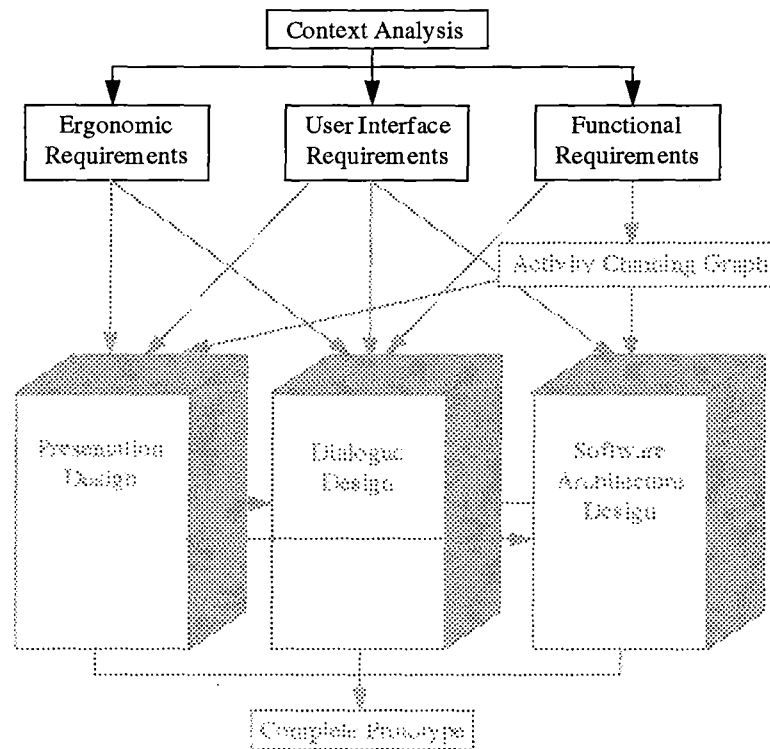 Context Analysis
Ergonomic
Requirements
User Interface
Requirements
Functional
Requirements
Activity Chaining Graph
Presentation
Design
Dialogue
Design
Software
Architecture
Design
Complete Prototype